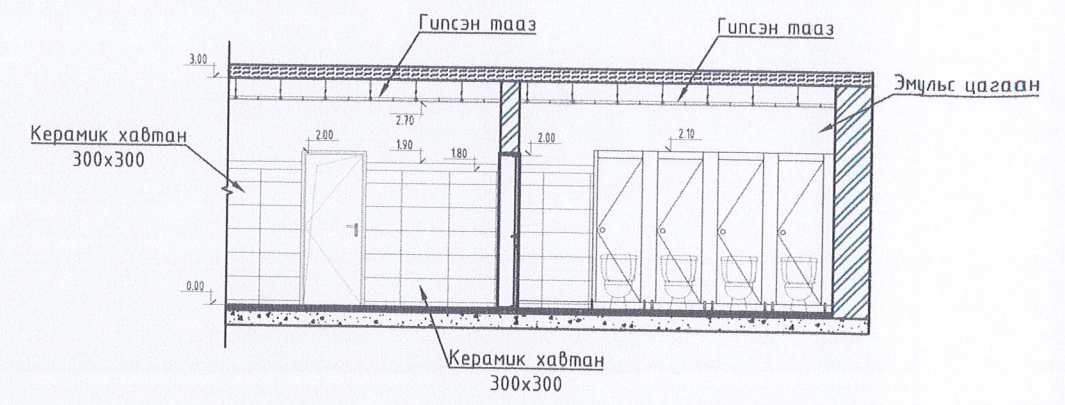 Гипсэн тааз
Гипсэн тааз
3.00
Эмульс цагаан
2.70
Керамик хавтан
300x300
2.00
1.90
1.80
2.00
2.10
0.00
Керамик хавтан
300x300